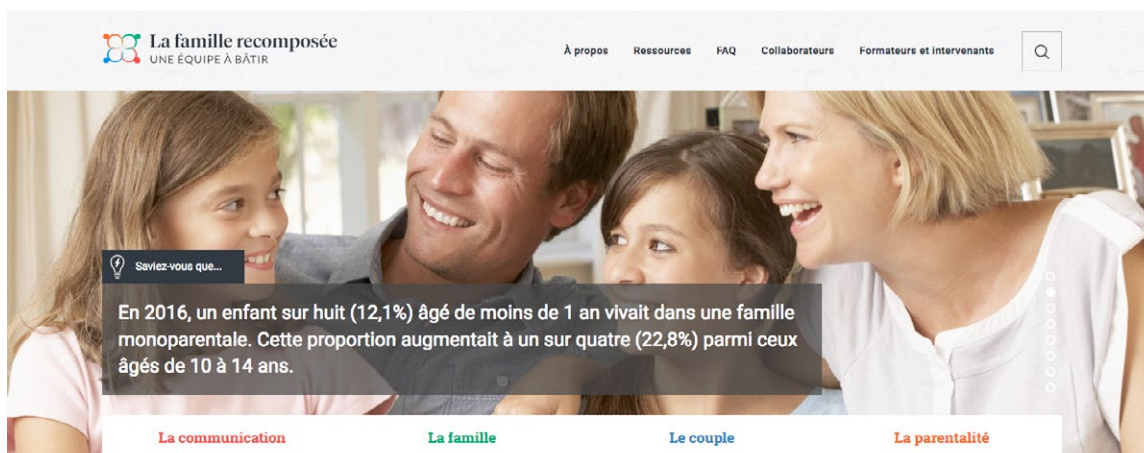 La famille recomposée
UNE ÉQUIPE À BÂTIR
À propos Ressources FAQ Collaborateurs Formateurs et intervenants
Saviez-vous que...
En 2016, un enfant sur huit (12,1%) âgé de moins de 1 an vivait dans une famille
monoparentale. Cette proportion augmentait à un sur quatre (22,8%) parmi ceux
âgés de 10 à 14 ans.
La communication La famille Le couple La parentalité